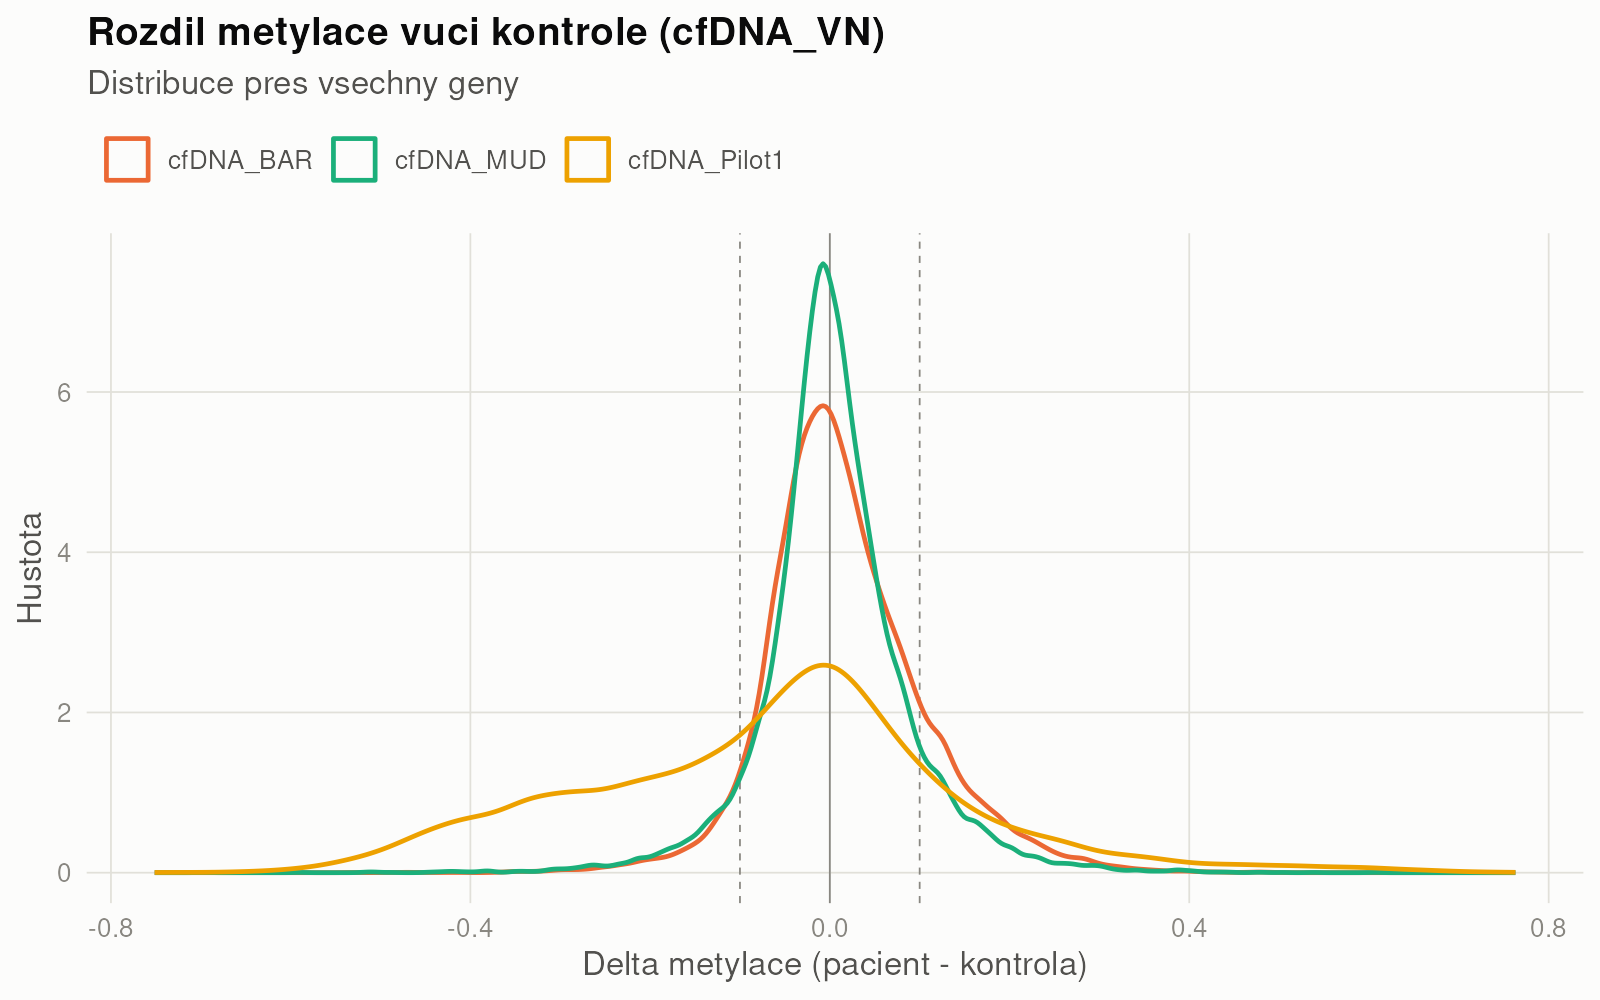 Rozdil metylace vuci kontrole (cfDNA_VN)
Distribuce pres vsechny geny
cfDNA_BAR cfDNA_MUD cfDNA_Pilot1
6
4
2
0
Hustota
-0.8 -0.4 0.0 0.4 0.8
Delta metylace (pacient - kontrola)